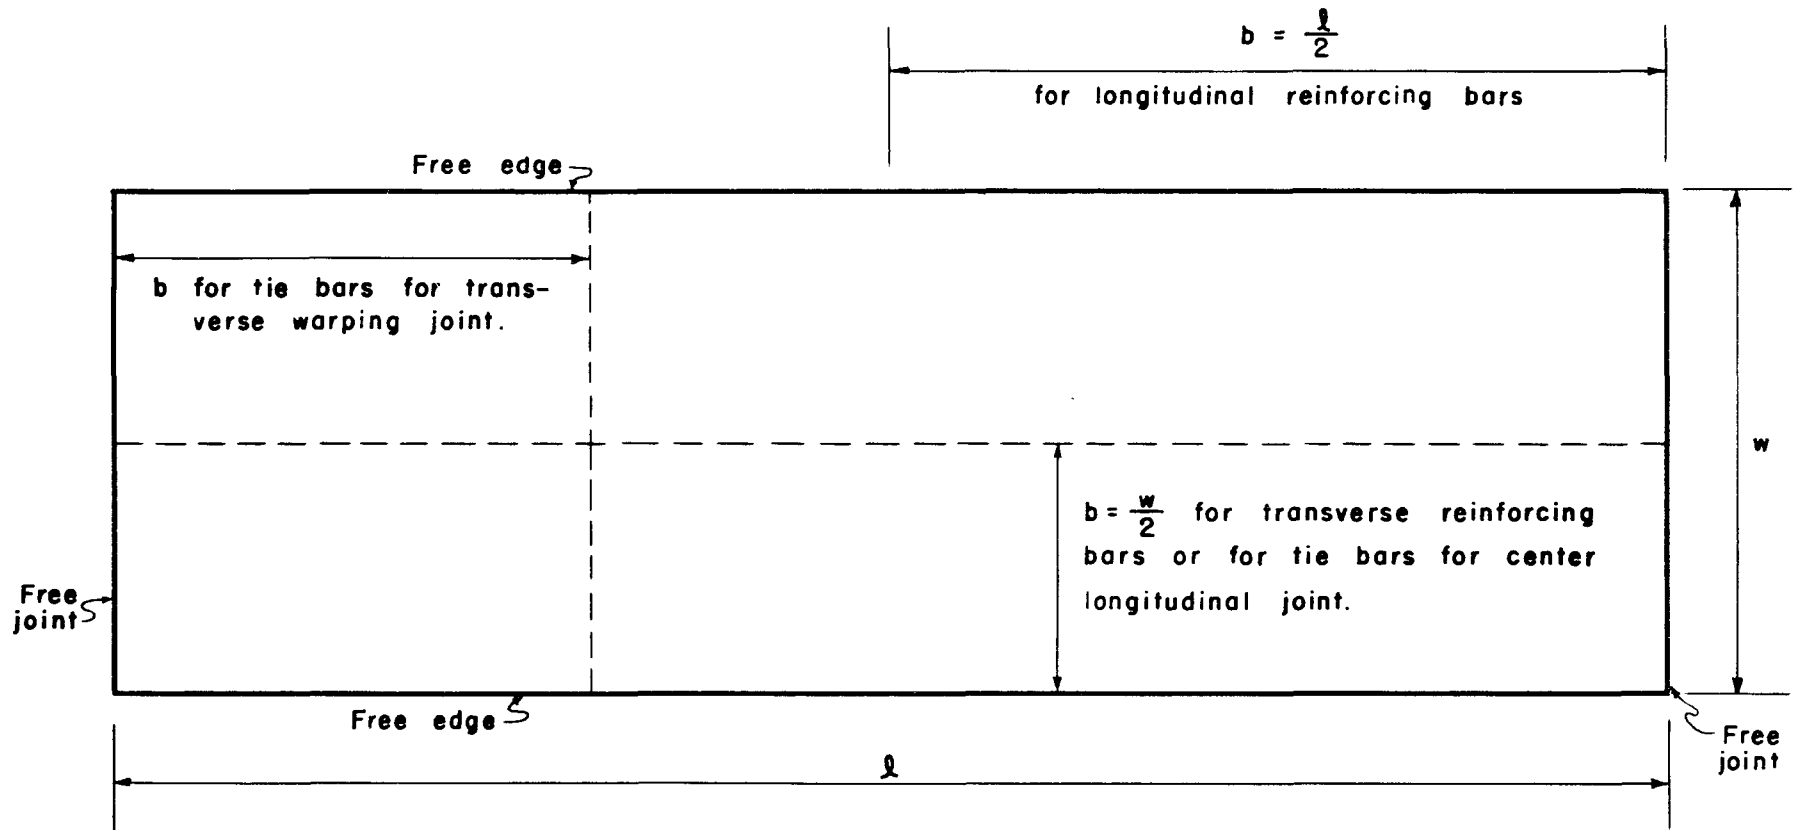 b = ℓ/2
for longitudinal reinforcing bars
Free edge
b for tie bars for trans-
verse warping joint.
w
b = w/2 for transverse reinforcing
bars or for tie bars for center
longitudinal joint.
Free
joint
Free edge
Free
joint
ℓ